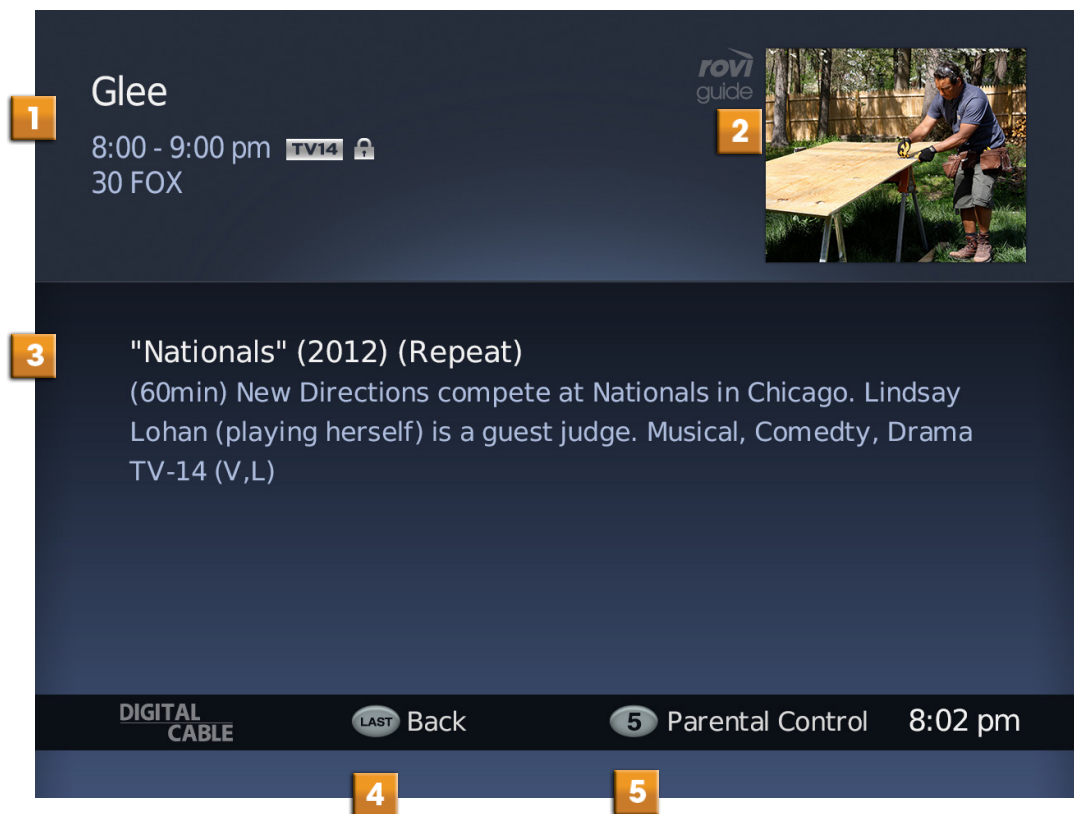 Glee
rovi
guide
1
2
8:00 - 9:00 pm TV14
30 FOX
3
"Nationals" (2012) (Repeat)
(60min) New Directions compete at Nationals in Chicago. Lindsay
Lohan (playing herself) is a guest judge. Musical, Comedty, Drama
TV-14 (V,L)
DIGITAL
CABLE
LAST Back
5 Parental Control
8:02 pm
4
5